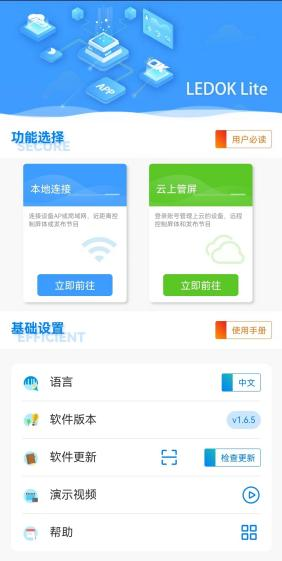 APP
LEDOK Lite
功能选择
SECURE
用户必读
本地连接
连接设备AP或局域网，近距离控
制屏体或发布节目
立即前往
云上管屏
登录账号管理上云的设备，远程
控制屏体和发布节目
立即前往
基础设置
EFFICIENT
使用手册
语言
中文
软件版本
v1.6.5
软件更新
检查更新
演示视频
帮助